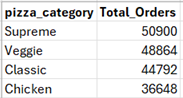 pizza_category Total_Orders
Supreme 50900
Veggie 48864
Classic 44792
Chicken 36648